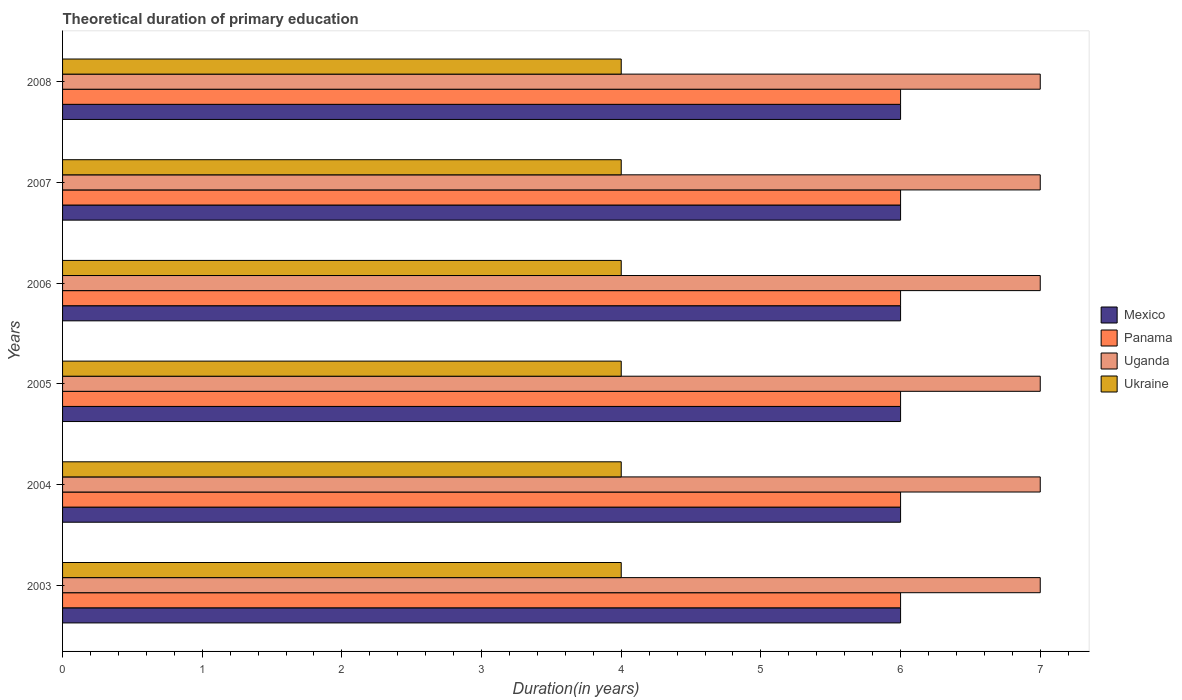 Theoretical duration of primary education
2008
2007
2006
2005
2004
2003
Years
0 1 2 3 4 5 6 7
Duration(in years)
Mexico
Panama
Uganda
Ukraine